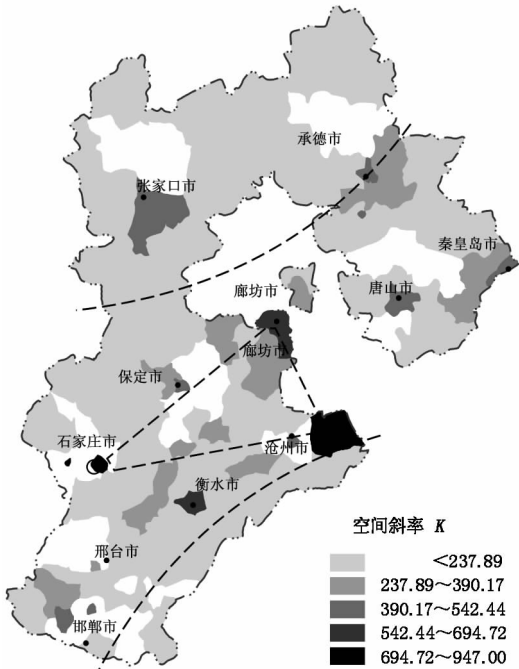 承德市
张家口市
秦皇岛市
廊坊市
唐山市
廊坊市
保定市
石家庄市
沧州市
衡水市
邢台市
邯郸市
空间斜率 K
<237.89
237.89～390.17
390.17～542.44
542.44～694.72
694.72～947.00